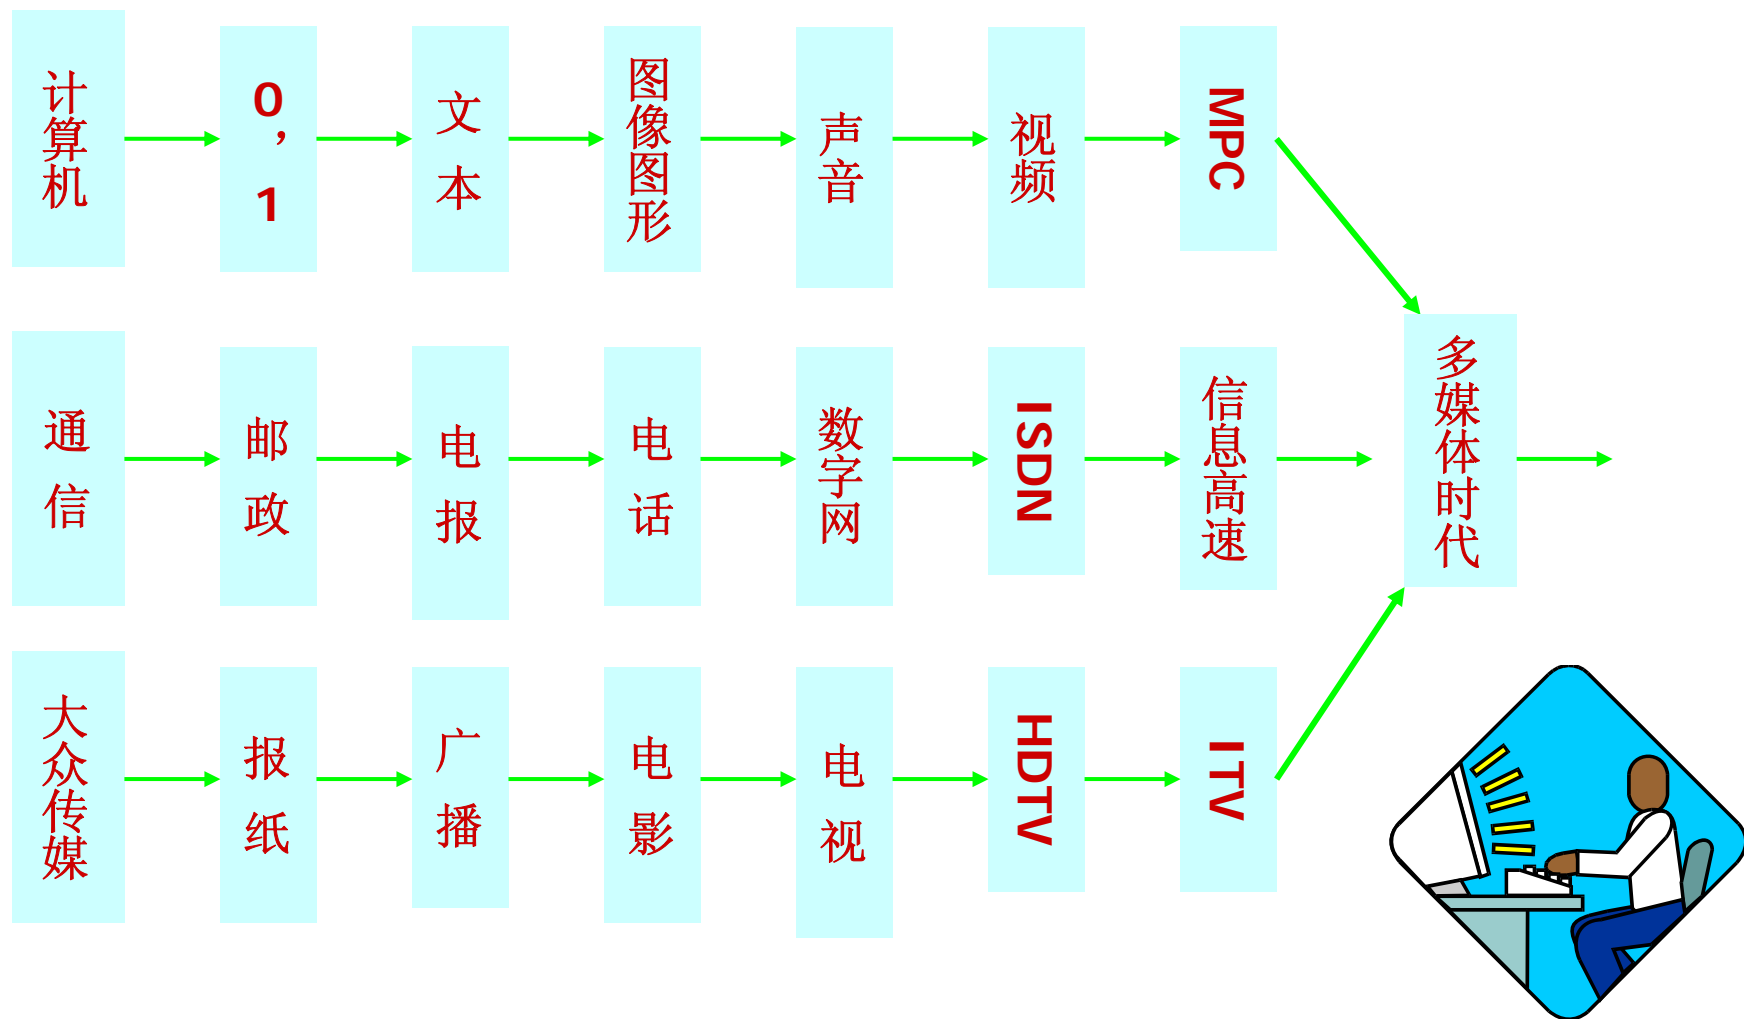 计算机
0，1
文本
图像图形
声音
视频
MPC
通信
邮政
电报
电话
数字网
ISDN
信息高速
多媒体时代
大众传媒
报纸
广播
电影
电视
HDTV
ITV